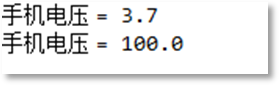 手机电压 = 3.7
手机电压 = 100.0